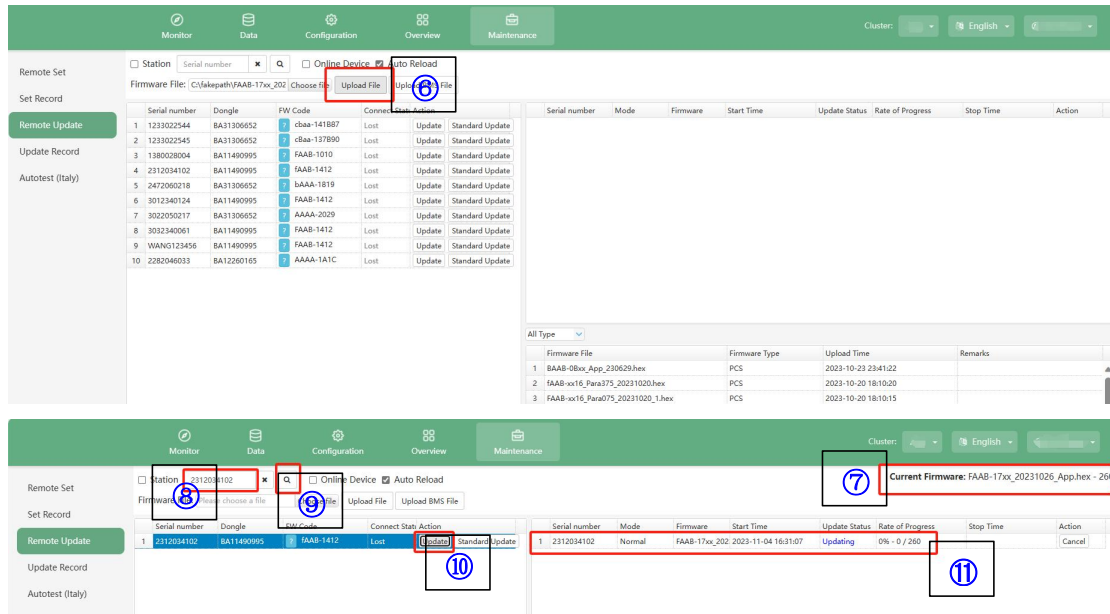 Monitor Data Configuration Overview Maintenance Cluster: English
Station Serial number Online Device Auto Reload
Remote Set
Firmware File: C:\fakepath\FAAB-17xx_202 Choose file Upload File Upload BMS File
⑥
Set Record
Remote Update
Update Record
Autotest (Italy)
Serial number Dongle FW Code Connect Stat Action
1 1233022544 BA31306652 ? cbaa-141B87 Lost Update Standard Update
2 1233022545 BA31306652 ? cBaa-137B90 Lost Update Standard Update
3 1380028004 BA11490995 ? FAAB-1010 Lost Update Standard Update
4 2312034102 BA11490995 ? fAAB-1412 Lost Update Standard Update
5 2472060218 BA31306652 ? bAAA-1819 Lost Update Standard Update
6 3012340124 BA11490995 ? FAAB-1412 Lost Update Standard Update
7 3022050217 BA31306652 ? AAAA-2029 Lost Update Standard Update
8 3032340061 BA11490995 ? FAAB-1412 Lost Update Standard Update
9 WANG123456 BA11490995 ? FAAB-1412 Lost Update Standard Update
10 2282046033 BA12260165 ? AAAA-1A1C Lost Update Standard Update
Serial number Mode Firmware Start Time Update Status Rate of Progress Stop Time Action
All Type
Firmware File Firmware Type Upload Time Remarks
1 BAAB-08xx_App_230629.hex PCS 2023-10-23 23:41:22
2 fAAB-xx16_Para375_20231020.hex PCS 2023-10-20 18:10:20
3 FAAB-xx16_Para075_20231020_1.hex PCS 2023-10-20 18:10:15
Monitor Data Configuration Overview Maintenance Cluster: English
Station 2312034102 Online Device Auto Reload
⑦ Current Firmware: FAAB-17xx_20231026_App.hex - 260
Remote Set
⑧ ⑨
Firmware File: Please choose a file Choose file Upload File Upload BMS File
Set Record
Remote Update
Update Record
Autotest (Italy)
Serial number Dongle FW Code Connect Stat Action
1 2312034102 BA11490995 ? fAAB-1412 Lost Update Standard Update
⑩
Serial number Mode Firmware Start Time Update Status Rate of Progress Stop Time Action
1 2312034102 Normal FAAB-17xx_202 2023-11-04 16:31:07 Updating 0% - 0 / 260 Cancel
⑪